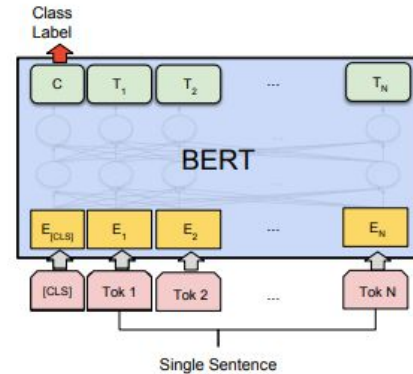 Class
Label
C T1 T2 ... TN
BERT
E[CLS] E1 E2 ... EN
[CLS] Tok 1 Tok 2 ... Tok N
Single Sentence